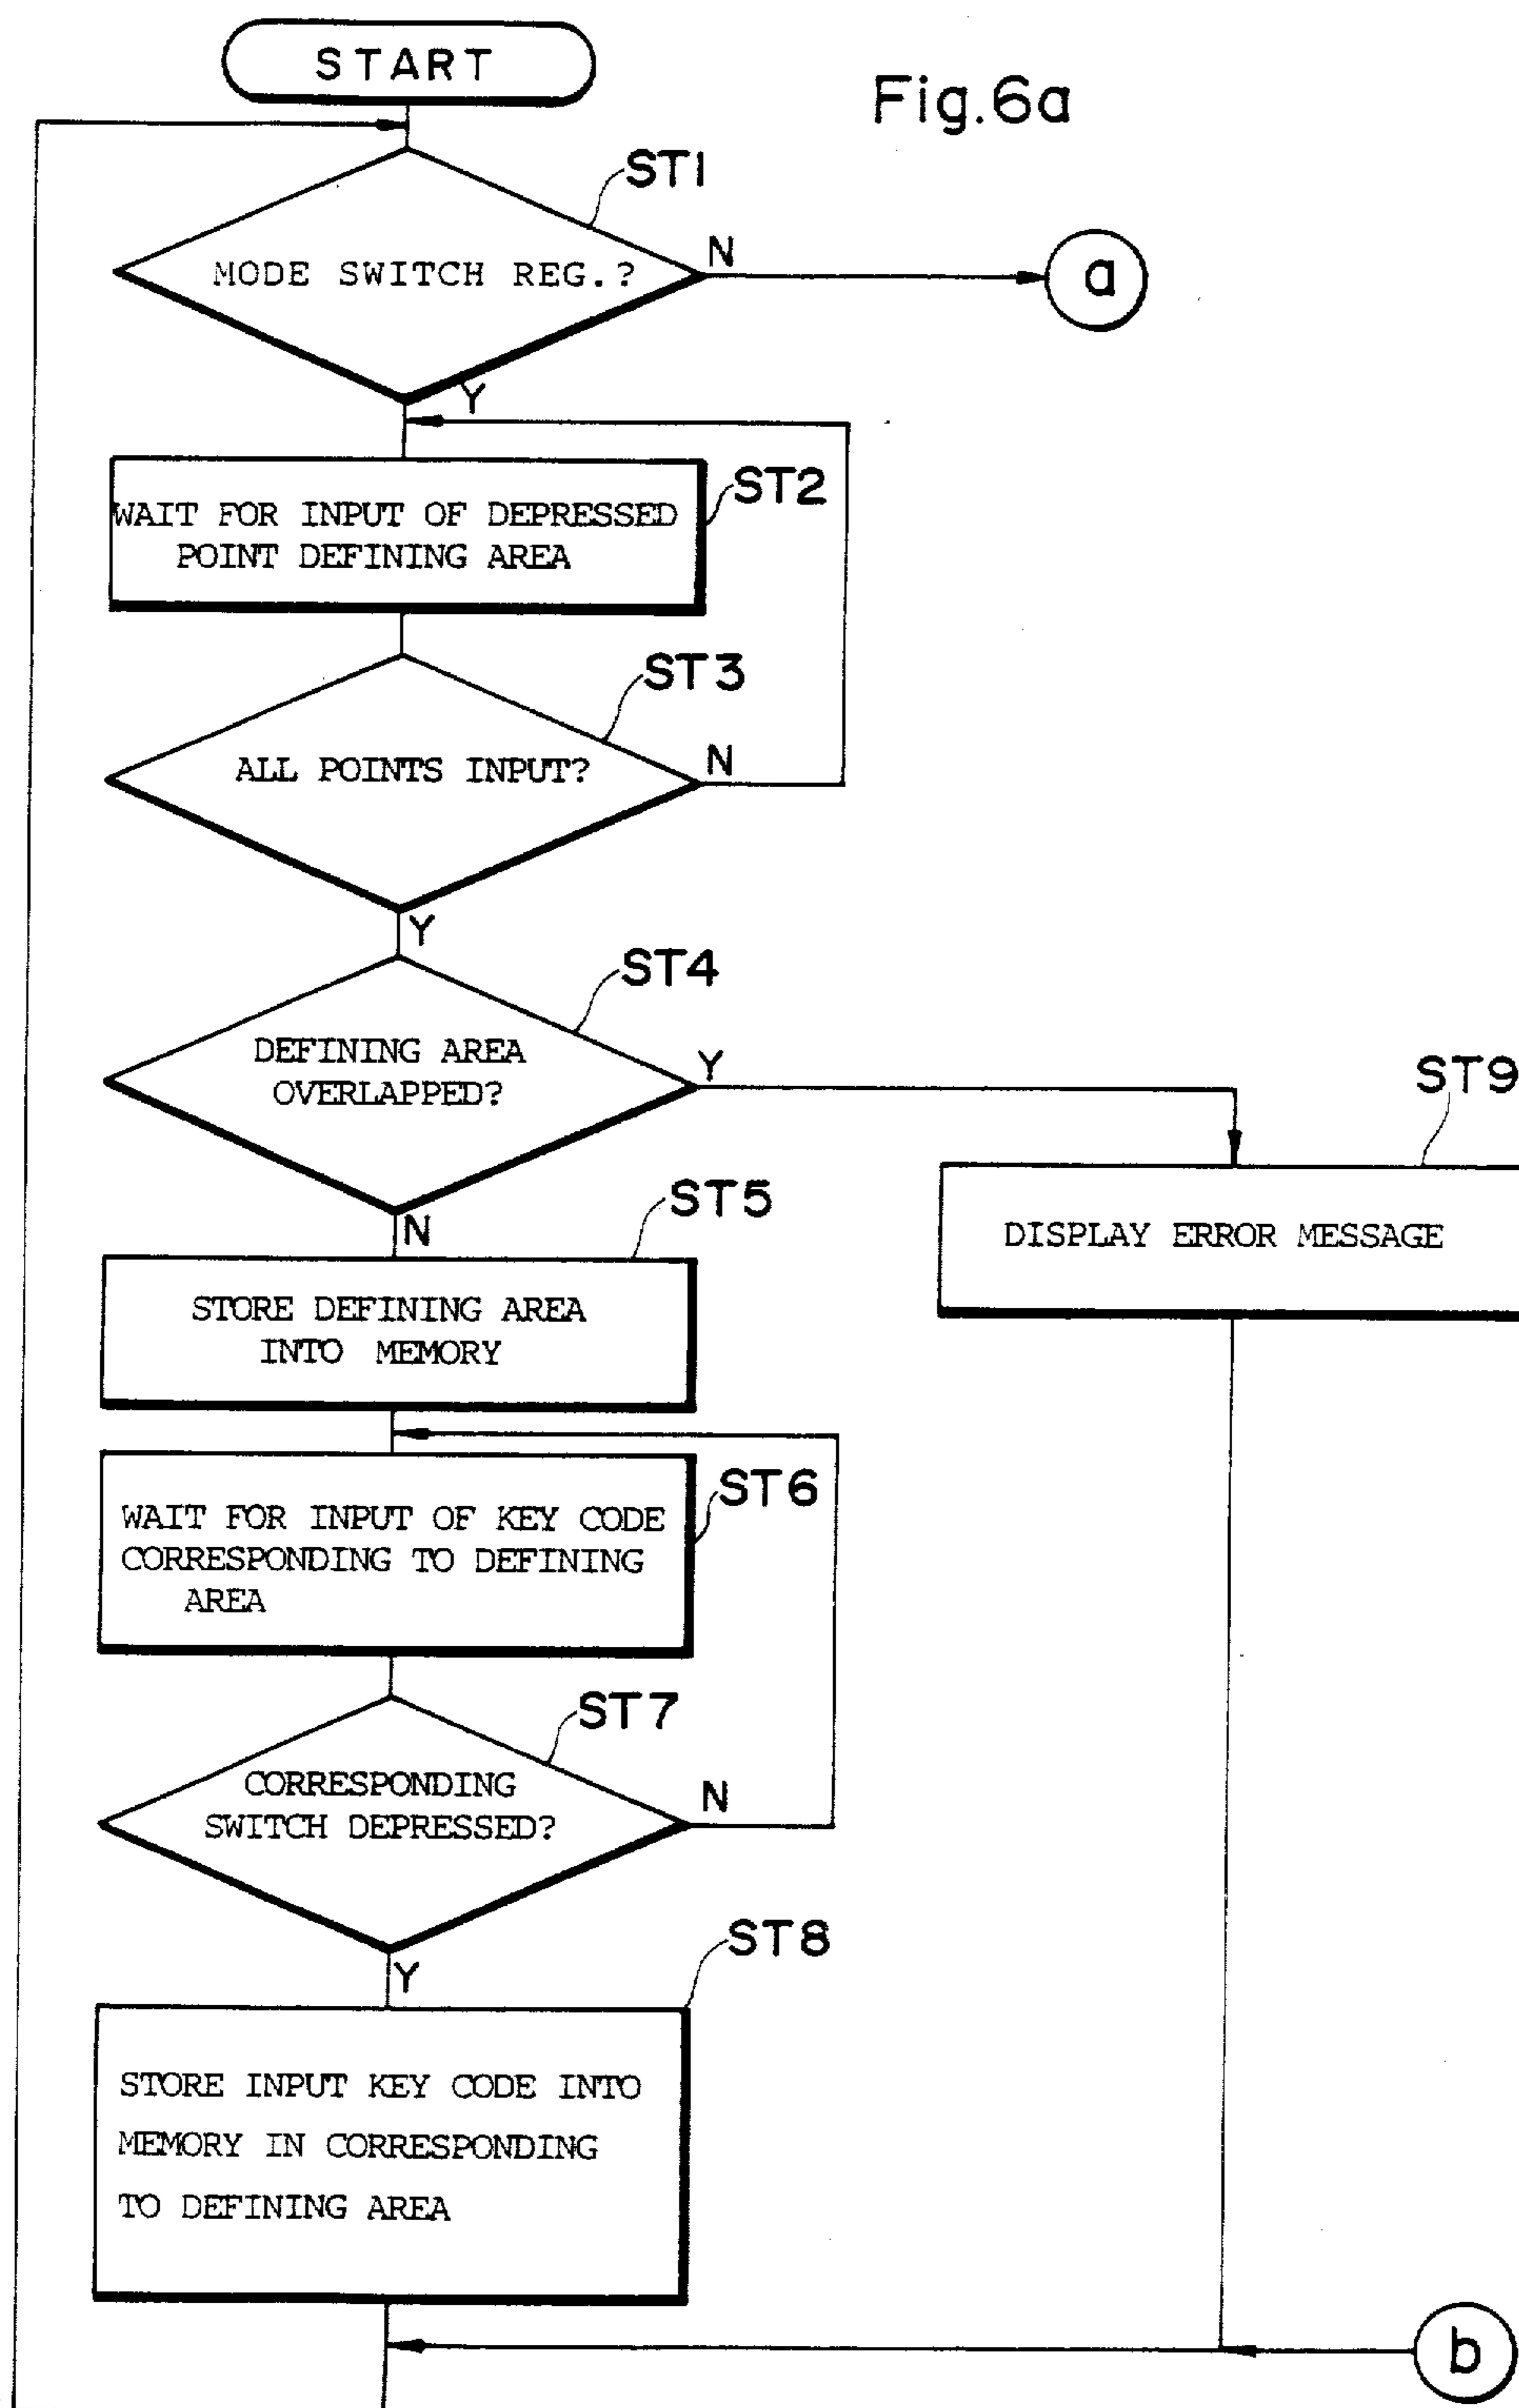 START
Fig.6a
ST1
MODE SWITCH REG.?
N
a
Y
ST2
WAIT FOR INPUT OF DEPRESSED
POINT DEFINING AREA
ST3
ALL POINTS INPUT?
N
Y
ST4
DEFINING AREA
OVERLAPPED?
Y
ST9
DISPLAY ERROR MESSAGE
N
ST5
STORE DEFINING AREA
INTO MEMORY
ST6
WAIT FOR INPUT OF KEY CODE
CORRESPONDING TO DEFINING
AREA
ST7
CORRESPONDING
SWITCH DEPRESSED?
N
Y
ST8
STORE INPUT KEY CODE INTO
MEMORY IN CORRESPONDING
TO DEFINING AREA
b